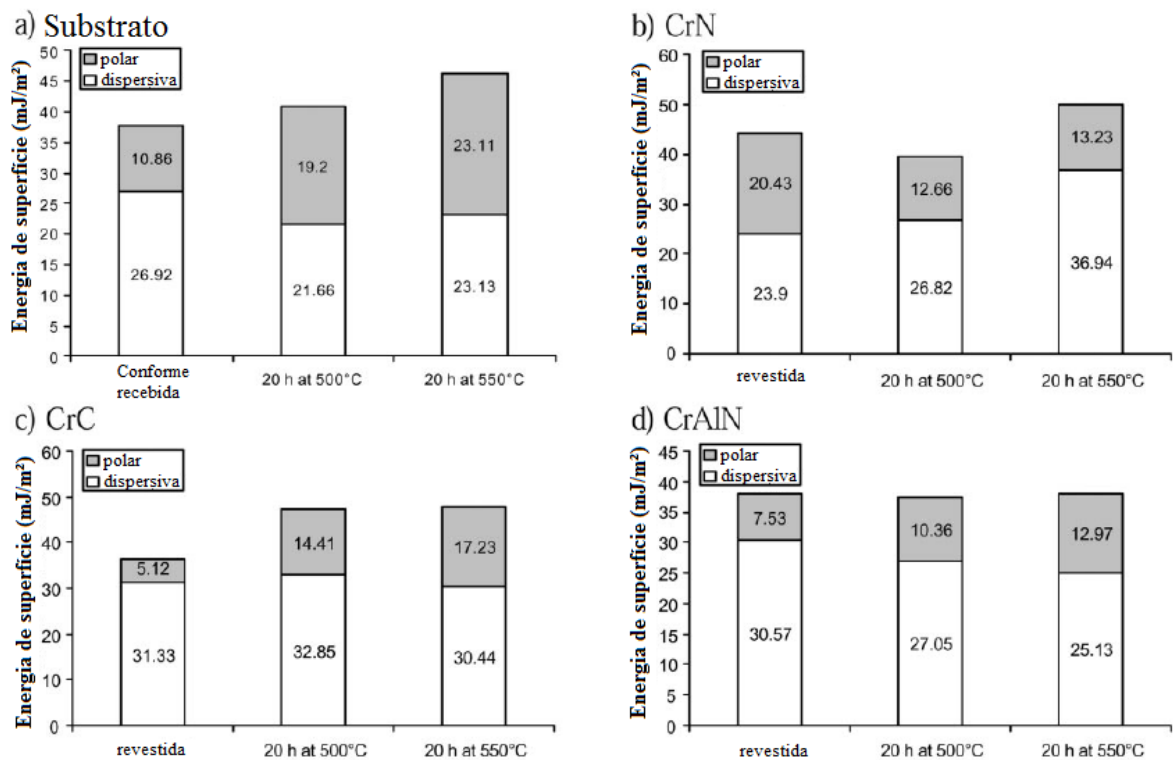 a) Substrato
Energia de superfície (mJ/m²)
50
45
40
35
30
25
20
15
10
5
0
polar
dispersiva
10.86
26.92
19.2
21.66
23.11
23.13
Conforme
recebida
20 h at 500°C
20 h at 550°C
b) CrN
Energia de superfície (mJ/m²)
60
50
40
30
20
10
0
polar
dispersiva
20.43
23.9
12.66
26.82
13.23
36.94
revestida
20 h at 500°C
20 h at 550°C
c) CrC
Energia de superfície (mJ/m²)
60
50
40
30
20
10
0
polar
dispersiva
5.12
31.33
14.41
32.85
17.23
30.44
revestida
20 h at 500°C
20 h at 550°C
d) CrAlN
Energia de superfície (mJ/m²)
45
40
35
30
25
20
15
10
5
0
polar
dispersiva
7.53
30.57
10.36
27.05
12.97
25.13
revestida
20 h at 500°C
20 h at 550°C